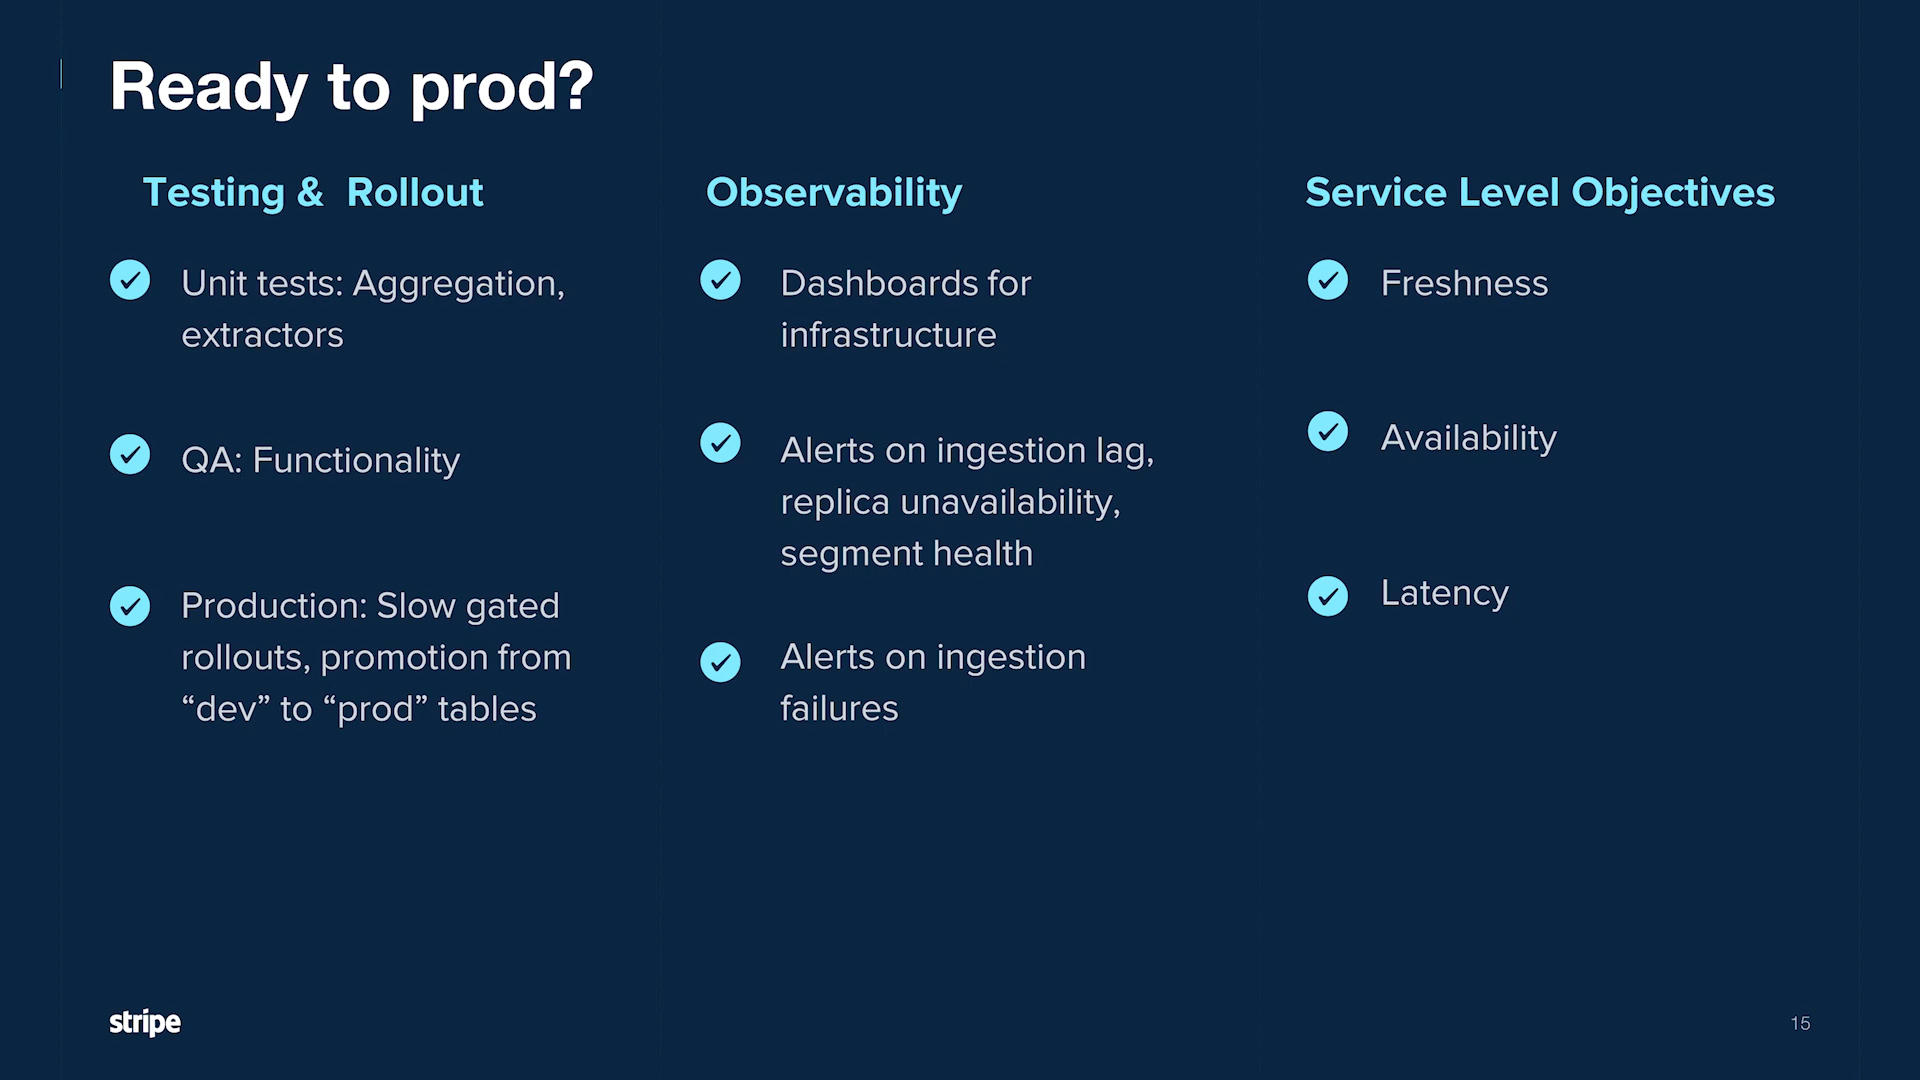 Ready to prod?
Testing &  Rollout
Unit tests: Aggregation,
extractors
QA: Functionality
Production: Slow gated
rollouts, promotion from
“dev” to “prod” tables
Observability
Dashboards for
infrastructure
Alerts on ingestion lag,
replica unavailability,
segment health
Alerts on ingestion
failures
Service Level Objectives
Freshness
Availability
Latency
stripe
15